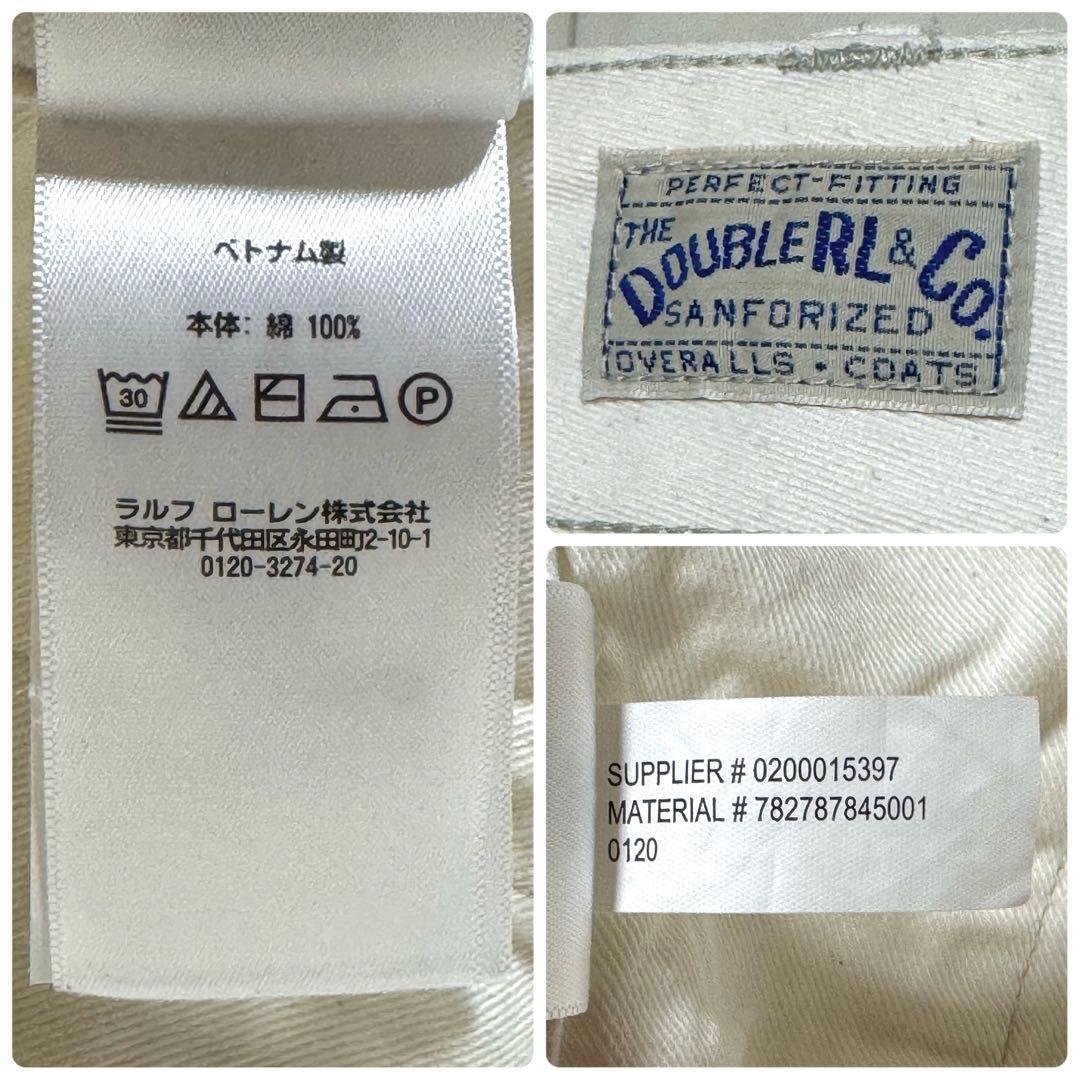 ベトナム製
本体: 綿 100%
30
P
ラルフ ローレン株式会社
東京都千代田区永田町2-10-1
0120-3274-20
PERFECT-FITTING
THE
DOUBLE RL & CO.
SANFORIZED
OVERALLS • COATS
SUPPLIER # 0200015397
MATERIAL # 782787845001
0120